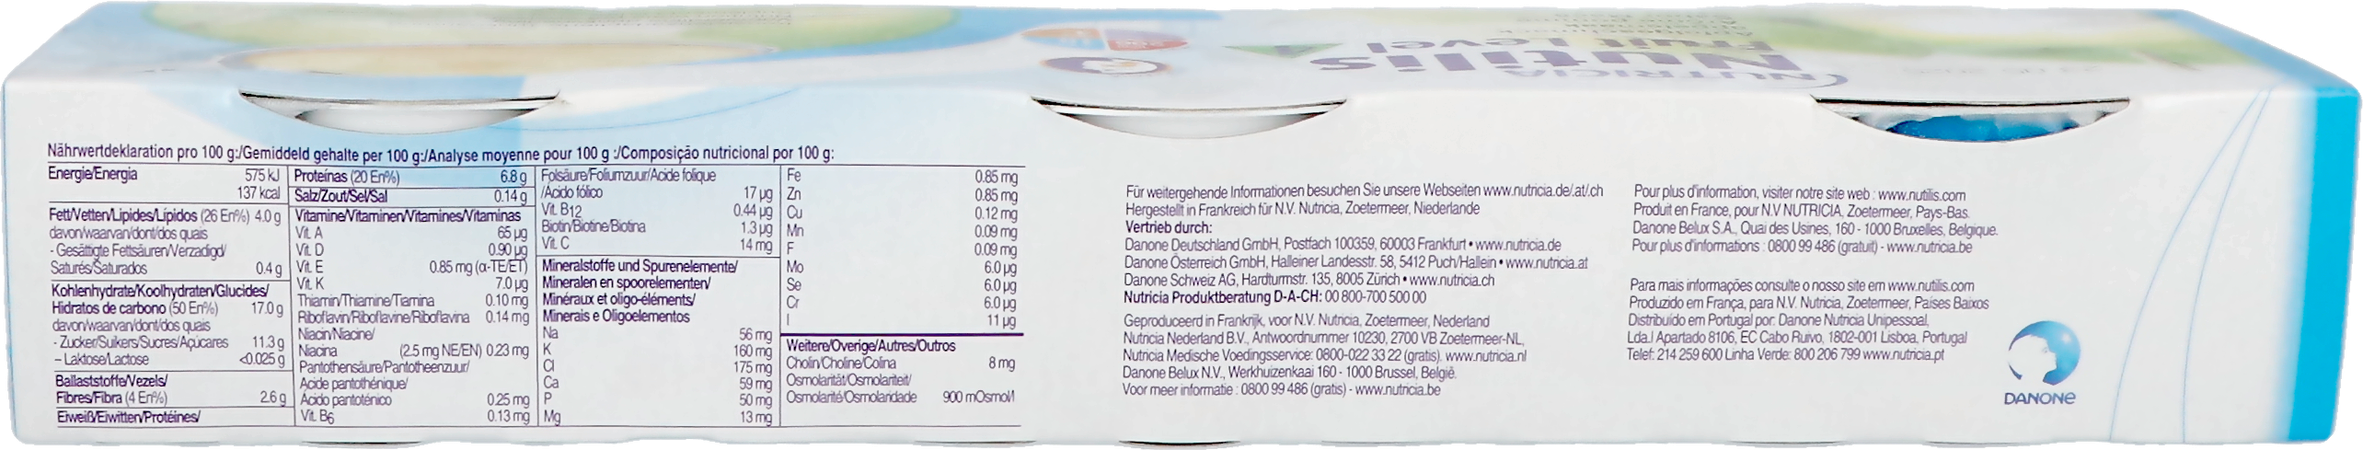 NUTRICIA
Nutilis
Fruit Level
Nährwertdeklaration pro 100 g:/Gemiddeld gehalte per 100 g:/Analyse moyenne pour 100 g :/Composição nutricional por 100 g:
Energie/Energia 575 kJ
137 kcal
Fett/Vetten/Lipides/Lípidos (26 En%) 4.0 g
davon/waarvan/dont/dos quais
- Gesättigte Fettsäuren/Verzadigd/
Saturés/Saturados 0.4 g
Kohlenhydrate/Koolhydraten/Glucides/
Hidratos de carbono (50 En%) 17.0 g
davon/waarvan/dont/dos quais
- Zucker/Suikers/Sucres/Açúcares 11.3 g
– Laktose/Lactose <0.025 g
Ballaststoffe/Vezels/
Fibres/Fibra (4 En%) 2.6 g
Eiweiß/Eiwitten/Protéines/
Proteínas (20 En%) 6.8 g
Salz/Zout/Sel/Sal 0.14 g
Vitamine/Vitaminen/Vitamines/Vitaminas
Vit. A 65 µg
Vit. D 0.90 µg
Vit. E 0.85 mg (α-TE/ET)
Vit. K 7.0 µg
Thiamin/Thiamine/Tiamina 0.10 mg
Riboflavin/Riboflavine/Riboflavina 0.14 mg
Niacin/Niacine/
Niacina (2.5 mg NE/EN) 0.23 mg
Pantothensäure/Pantotheenzuur/
Acide pantothénique/
Ácido pantoténico 0.25 mg
Vit. B6 0.13 mg
Folsäure/Foliumzuur/Acide folique
/Ácido fólico 17 µg
Vit. B12 0.44 µg
Biotin/Biotine/Biotina 1.3 µg
Vit. C 14 mg
Mineralstoffe und Spurenelemente/
Mineralen en spoorelementen/
Minéraux et oligo-éléments/
Minerais e Oligoelementos
Na 56 mg
K 160 mg
Cl 175 mg
Ca 59 mg
P 50 mg
Mg 13 mg
Fe 0.85 mg
Zn 0.85 mg
Cu 0.12 mg
Mn 0.09 mg
F 0.09 mg
Mo 6.0 µg
Se 6.0 µg
Cr 6.0 µg
I 11 µg
Weitere/Overige/Autres/Outros
Cholin/Choline/Colina 8 mg
Osmolarität/Osmolariteit/
Osmolarité/Osmolaridade 900 mOsmol/l
Für weitergehende Informationen besuchen Sie unsere Webseiten www.nutricia.de/.at/.ch
Hergestellt in Frankreich für N.V. Nutricia, Zoetermeer, Niederlande
Vertrieb durch:
Danone Deutschland GmbH, Postfach 100359, 60003 Frankfurt • www.nutricia.de
Danone Österreich GmbH, Halleiner Landesstr. 58, 5412 Puch/Hallein • www.nutricia.at
Danone Schweiz AG, Hardturmstr. 135, 8005 Zürich • www.nutricia.ch
Nutricia Produktberatung D-A-CH: 00 800-700 500 00
Geproduceerd in Frankrijk, voor N.V. Nutricia, Zoetermeer, Nederland
Nutricia Nederland B.V., Antwoordnummer 10230, 2700 VB Zoetermeer-NL,
Nutricia Medische Voedingsservice: 0800-022 33 22 (gratis). www.nutricia.nl
Danone Belux N.V., Werkhuizenkaai 160 - 1000 Brussel, België.
Voor meer informatie : 0800 99 486 (gratis) - www.nutricia.be
Pour plus d'information, visiter notre site web : www.nutilis.com
Produit en France, pour N.V NUTRICIA, Zoetermeer, Pays-Bas.
Danone Belux S.A., Quai des Usines, 160 - 1000 Bruxelles, Belgique.
Pour plus d'informations : 0800 99 486 (gratuit) - www.nutricia.be
Para mais informações consulte o nosso site em www.nutilis.com
Produzido em França, para N.V. Nutricia, Zoetermeer, Países Baixos
Distribuído em Portugal por: Danone Nutricia Unipessoal,
Lda.| Apartado 8106, EC Cabo Ruivo, 1802-001 Lisboa, Portugal
Telef: 214 259 600 Linha Verde: 800 206 799 www.nutricia.pt
DANONE